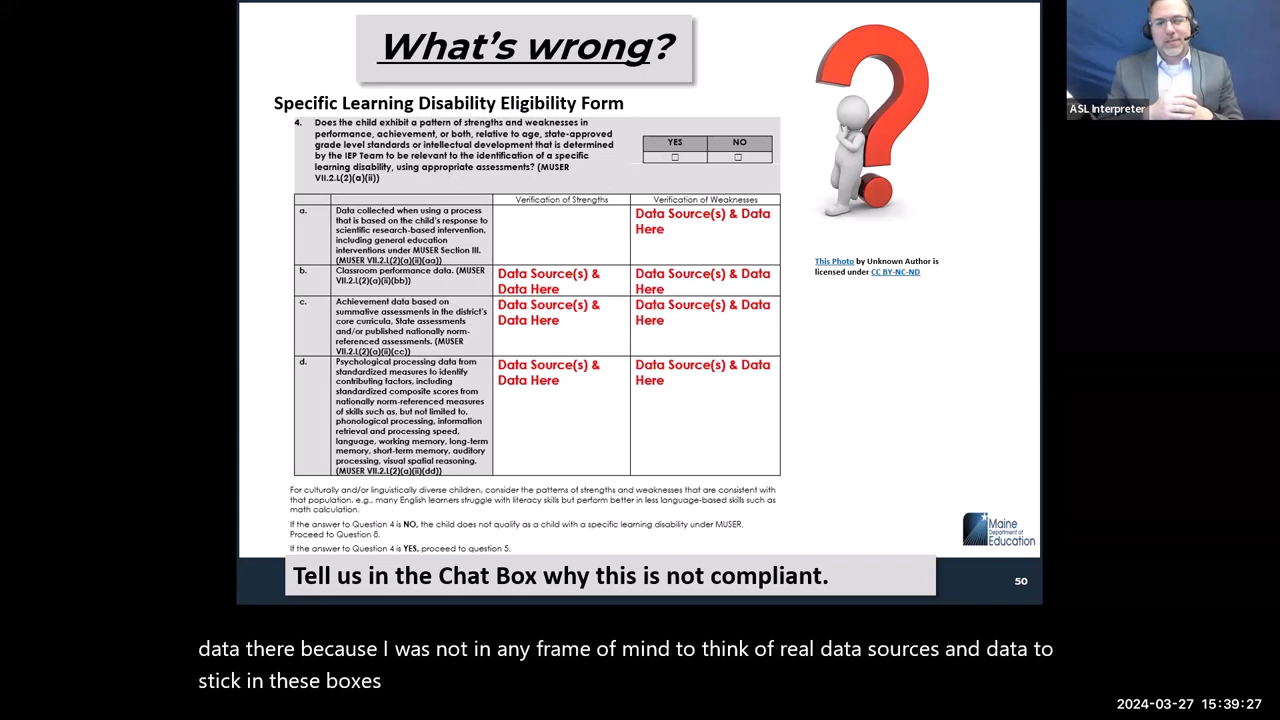 What's wrong?
Specific Learning Disability Eligibility Form
4. Does the child exhibit a pattern of strengths and weaknesses in
performance, achievement, or both, relative to age, state-approved
grade level standards or intellectual development that is determined
by the IEP Team to be relevant to the identification of a specific
learning disability, using appropriate assessments? (MUSER
VII.2.L(2)(a)(ii))
YES NO
☐ ☐
Verification of Strengths Verification of Weaknesses
a. Data collected when using a process
that is based on the child's response to
scientific research-based intervention,
including general education
interventions under MUSER Section III.
(MUSER VII.2.L(2)(a)(ii)(aa))
Data Source(s) & Data
Here
b. Classroom performance data. (MUSER
VII.2.L(2)(a)(ii)(bb))
Data Source(s) &
Data Here
Data Source(s) & Data
Here
c. Achievement data based on
summative assessments in the district's
core curricula, State assessments
and/or published nationally norm-
referenced assessments. (MUSER
VII.2.L(2)(a)(ii)(cc))
Data Source(s) &
Data Here
Data Source(s) & Data
Here
d. Psychological processing data from
standardized measures to identify
contributing factors, including
standardized composite scores from
nationally norm-referenced measures
of skills such as, but not limited to,
phonological processing, information
retrieval and processing speed,
language, working memory, long-term
memory, short-term memory, auditory
processing, visual spatial reasoning.
(MUSER VII.2.L(2)(a)(ii)(dd))
Data Source(s) &
Data Here
Data Source(s) & Data
Here
For culturally and/or linguistically diverse children, consider the patterns of strengths and weaknesses that are consistent with
that population, e.g., many English learners struggle with literacy skills but perform better in less language-based skills such as
math calculation.
If the answer to Question 4 is NO, the child does not qualify as a child with a specific learning disability under MUSER.
Proceed to Question 8.
If the answer to Question 4 is YES, proceed to question 5.
This Photo by Unknown Author is
licensed under CC BY-NC-ND
Maine
Department of
Education
Tell us in the Chat Box why this is not compliant.
50
ASL Interpreter
data there because I was not in any frame of mind to think of real data sources and data to
stick in these boxes
2024-03-27 15:39:27